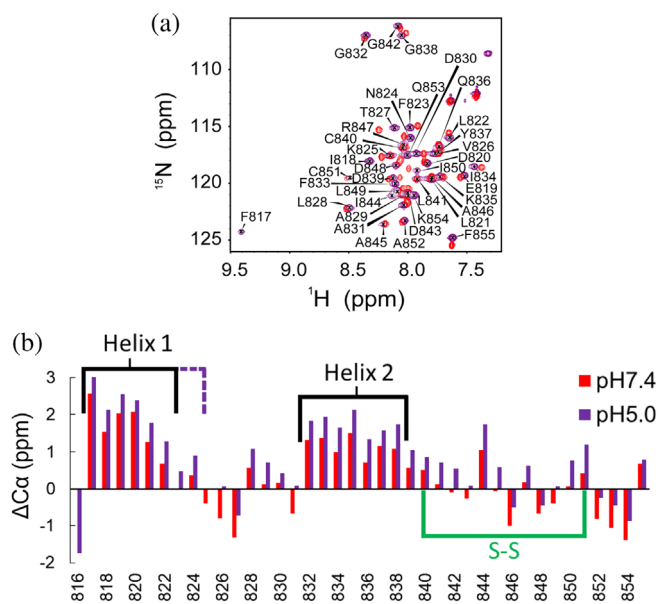 (a)
G842
G832
G838
D830
Q853
Q836
N824
F823
T827
R847
C840
K825
I818
D848
C851
D839
F833
L849
L828
I844
A829
A831
A845
A852
F817
L822
Y837
V826
D820
I850
I834
E819
K835
A846
L841
K854
D843
L821
F855
110
115
120
125
15N (ppm)
9.5
9.0
8.5
8.0
7.5
1H (ppm)
(b)
Helix 1
Helix 2
pH7.4
pH5.0
3
2
1
0
-1
-2
ΔCα (ppm)
S-S
816
818
820
822
824
826
828
830
832
834
836
838
840
842
844
846
848
850
852
854